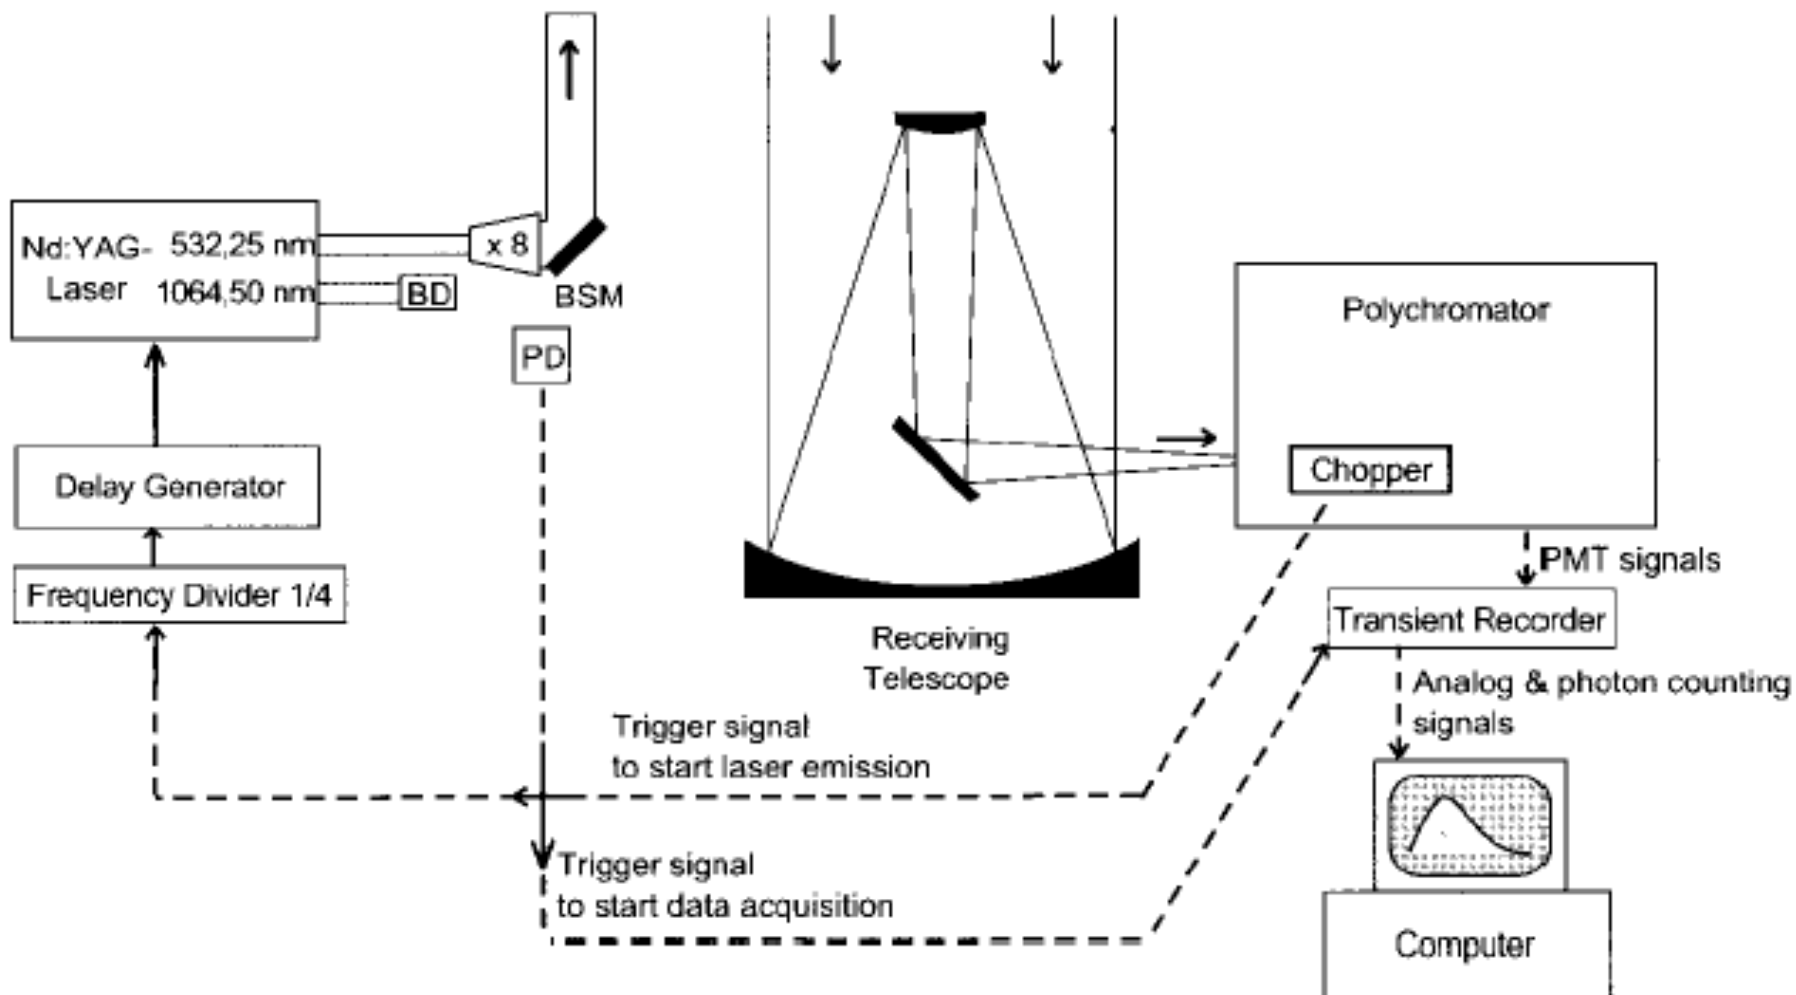 Nd:YAG- 532,25 nm
Laser 1064,50 nm
x 8
BD
BSM
PD
Delay Generator
Frequency Divider 1/4
Receiving
Telescope
Polychromator
Chopper
PMT signals
Transient Recorder
Analog & photon counting
signals
Trigger signal
to start laser emission
Trigger signal
to start data acquisition
Computer